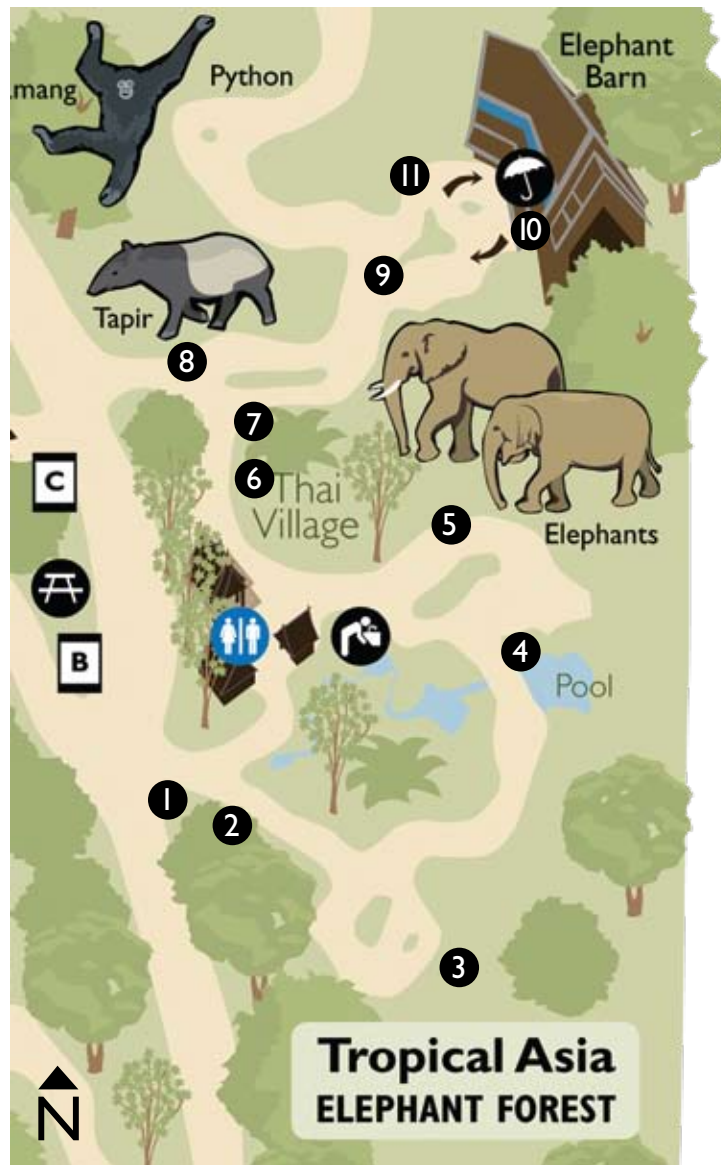 Elephant
Barn
Python
amang
11
10
9
Tapir
8
7
6
Thai
Village
C
5
Elephants
B
4
Pool
1
2
3
Tropical Asia
ELEPHANT FOREST
N